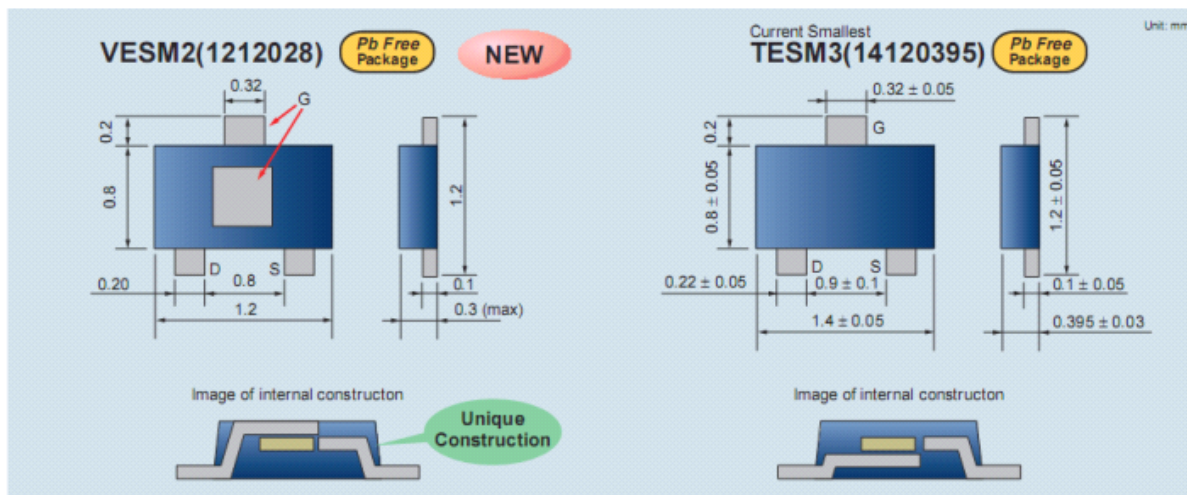 VESM2(1212028)
Pb Free
Package
NEW
0.32
G
0.2
0.8
1.2
D
S
0.20
0.8
0.1
1.2
0.3 (max)
Image of internal constructon
Unique
Construction
Unit: mm
Current Smallest
TESM3(14120395)
Pb Free
Package
0.32 ± 0.05
0.2
G
0.8 ± 0.05
1.2 ± 0.05
D
S
0.22 ± 0.05
0.9 ± 0.1
0.1 ± 0.05
1.4 ± 0.05
0.395 ± 0.03
Image of internal constructon